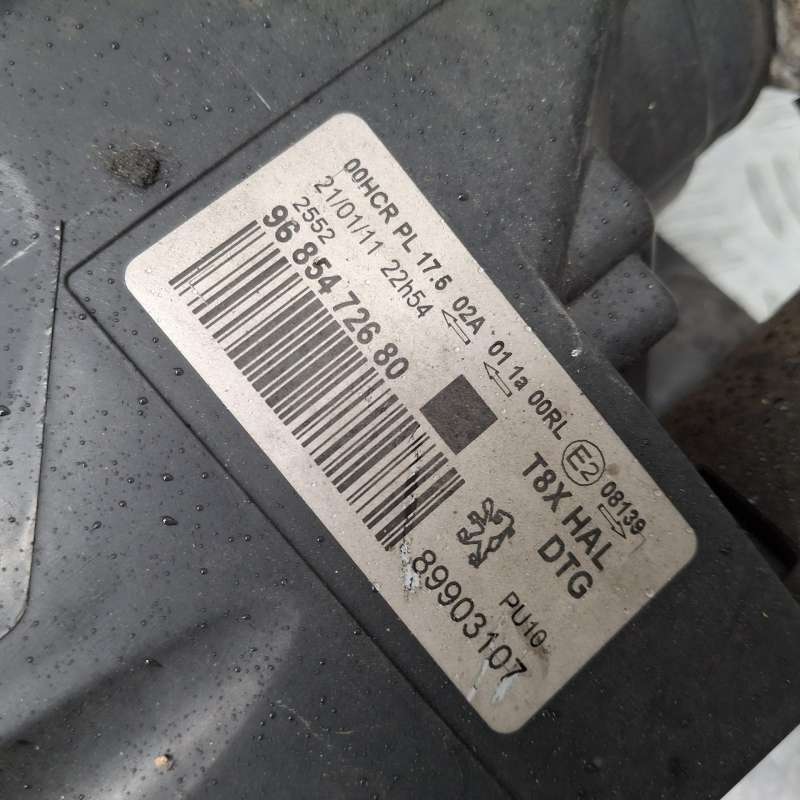 00HCR PL 17.5 02A 01 1a 00RL E2 08139
21/01/11 22h54
2552
96 854 726 80
T8X HAL
DTG
PU10
89903107